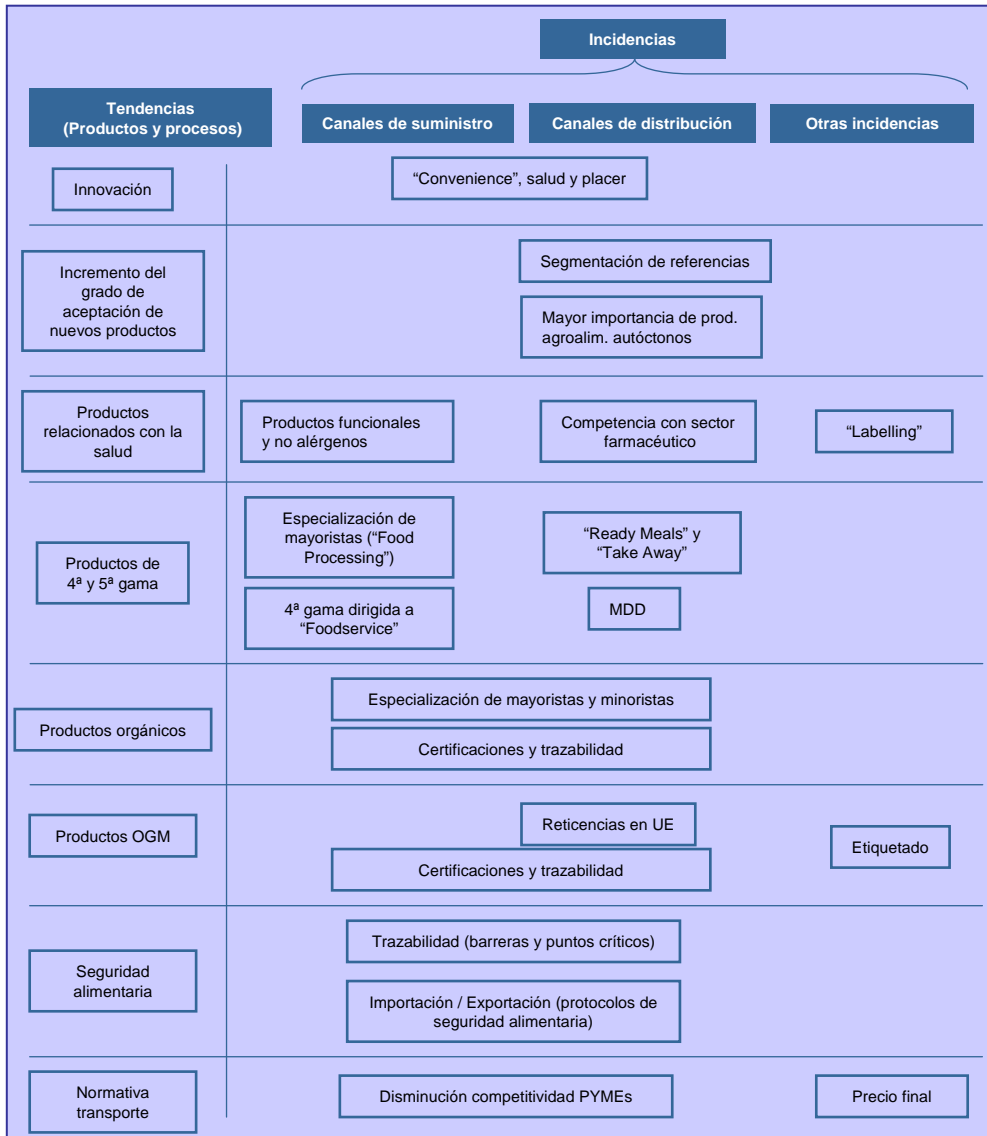 Incidencias
Tendencias
(Productos y procesos)
Canales de suministro
Canales de distribución
Otras incidencias
Innovación
“Convenience”, salud y placer
Incremento del
grado de
aceptación de
nuevos productos
Segmentación de referencias
Mayor importancia de prod.
agroalim. autóctonos
Productos
relacionados con la
salud
Productos funcionales
y no alérgenos
Competencia con sector
farmacéutico
“Labelling”
Productos de
4ª y 5ª gama
Especialización de
mayoristas (“Food
Processing”)
“Ready Meals” y
“Take Away”
4ª gama dirigida a
“Foodservice”
MDD
Productos orgánicos
Especialización de mayoristas y minoristas
Certificaciones y trazabilidad
Productos OGM
Reticencias en UE
Certificaciones y trazabilidad
Etiquetado
Seguridad
alimentaria
Trazabilidad (barreras y puntos críticos)
Importación / Exportación (protocolos de
seguridad alimentaria)
Normativa
transporte
Disminución competitividad PYMEs
Precio final